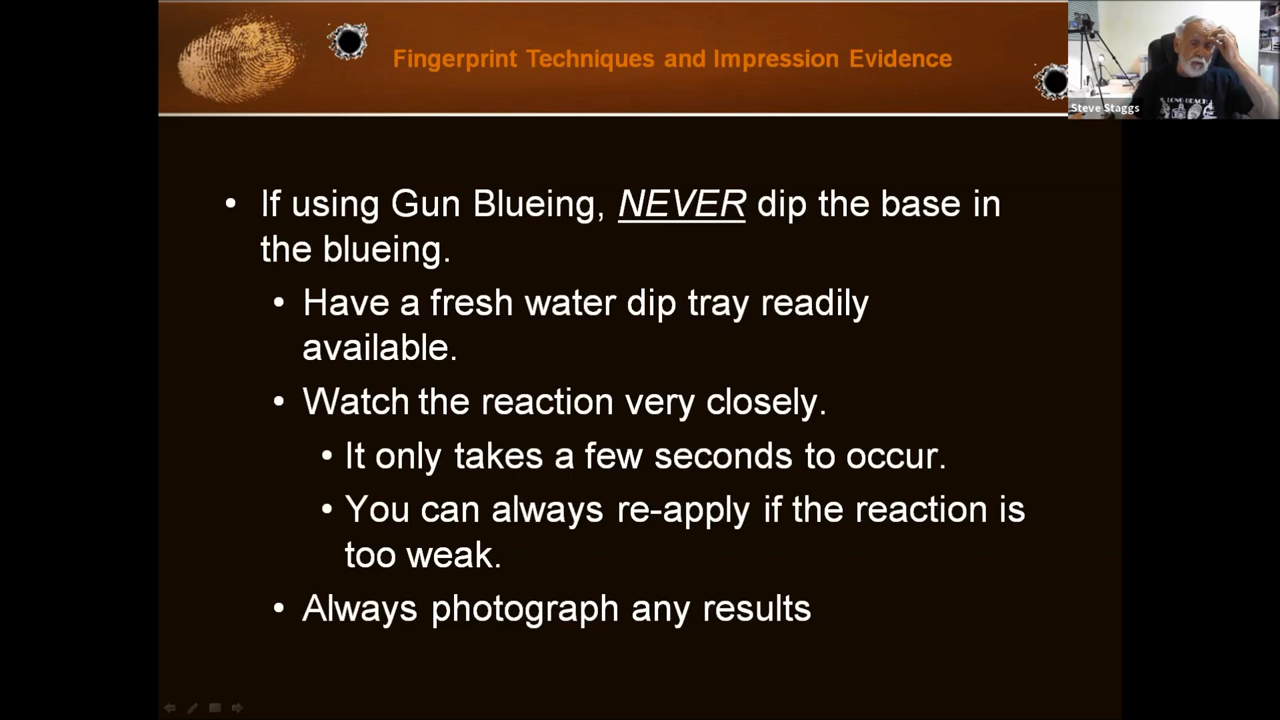 Fingerprint Techniques and Impression Evidence
Steve Staggs
LONG BEACH
• If using Gun Blueing, NEVER dip the base in
the blueing.
• Have a fresh water dip tray readily
available.
• Watch the reaction very closely.
• It only takes a few seconds to occur.
• You can always re-apply if the reaction is
too weak.
• Always photograph any results